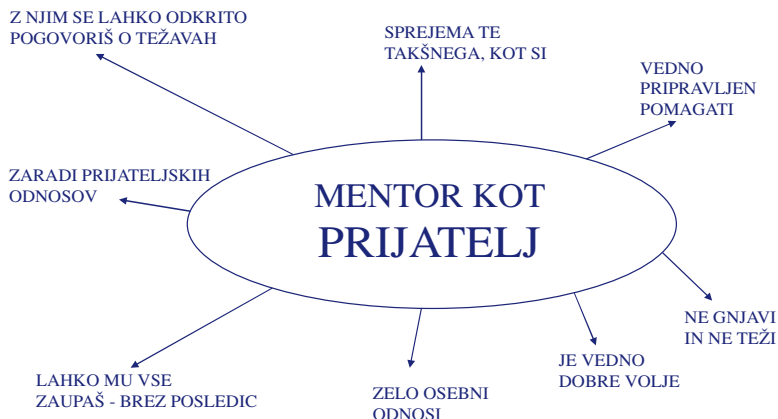 Z NJIM SE LAHKO ODKRITO
POGOVORIŠ O TEŽAVAH
SPREJEMA TE
TAKŠNEGA, KOT SI
VEDNO
PRIPRAVLJEN
POMAGATI
ZARADI PRIJATELJSKIH
ODNOSOV
MENTOR KOT
PRIJATELJ
NE GNJAVI
IN NE TEŽI
JE VEDNO
DOBRE VOLJE
LAHKO MU VSE
ZAUPAŠ - BREZ POSLEDIC
ZELO OSEBNI
ODNOSI